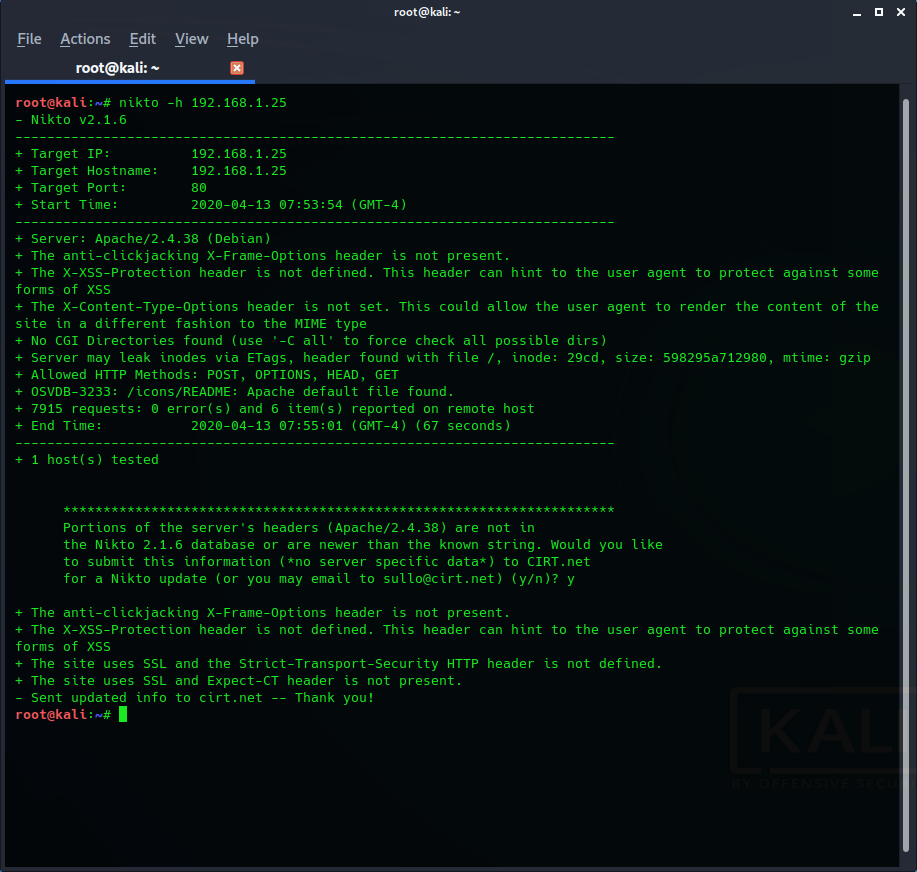 root@kali: ~
File Actions Edit View Help
root@kali: ~
root@kali:~# nikto -h 192.168.1.25
- Nikto v2.1.6
---------------------------------------------------------------------------
+ Target IP:          192.168.1.25
+ Target Hostname:    192.168.1.25
+ Target Port:        80
+ Start Time:         2020-04-13 07:53:54 (GMT-4)
---------------------------------------------------------------------------
+ Server: Apache/2.4.38 (Debian)
+ The anti-clickjacking X-Frame-Options header is not present.
+ The X-XSS-Protection header is not defined. This header can hint to the user agent to protect against some
forms of XSS
+ The X-Content-Type-Options header is not set. This could allow the user agent to render the content of the
site in a different fashion to the MIME type
+ No CGI Directories found (use '-C all' to force check all possible dirs)
+ Server may leak inodes via ETags, header found with file /, inode: 29cd, size: 598295a712980, mtime: gzip
+ Allowed HTTP Methods: POST, OPTIONS, HEAD, GET
+ OSVDB-3233: /icons/README: Apache default file found.
+ 7915 requests: 0 error(s) and 6 item(s) reported on remote host
+ End Time:           2020-04-13 07:55:01 (GMT-4) (67 seconds)
---------------------------------------------------------------------------
+ 1 host(s) tested
*********************************************************************
Portions of the server's headers (Apache/2.4.38) are not in
the Nikto 2.1.6 database or are newer than the known string. Would you like
to submit this information (*no server specific data*) to CIRT.net
for a Nikto update (or you may email to sullo@cirt.net) (y/n)? y
+ The anti-clickjacking X-Frame-Options header is not present.
+ The X-XSS-Protection header is not defined. This header can hint to the user agent to protect against some
forms of XSS
+ The site uses SSL and the Strict-Transport-Security HTTP header is not defined.
+ The site uses SSL and Expect-CT header is not present.
- Sent updated info to cirt.net -- Thank you!
root@kali:~#
KALI
BY OFFENSIVE SECU